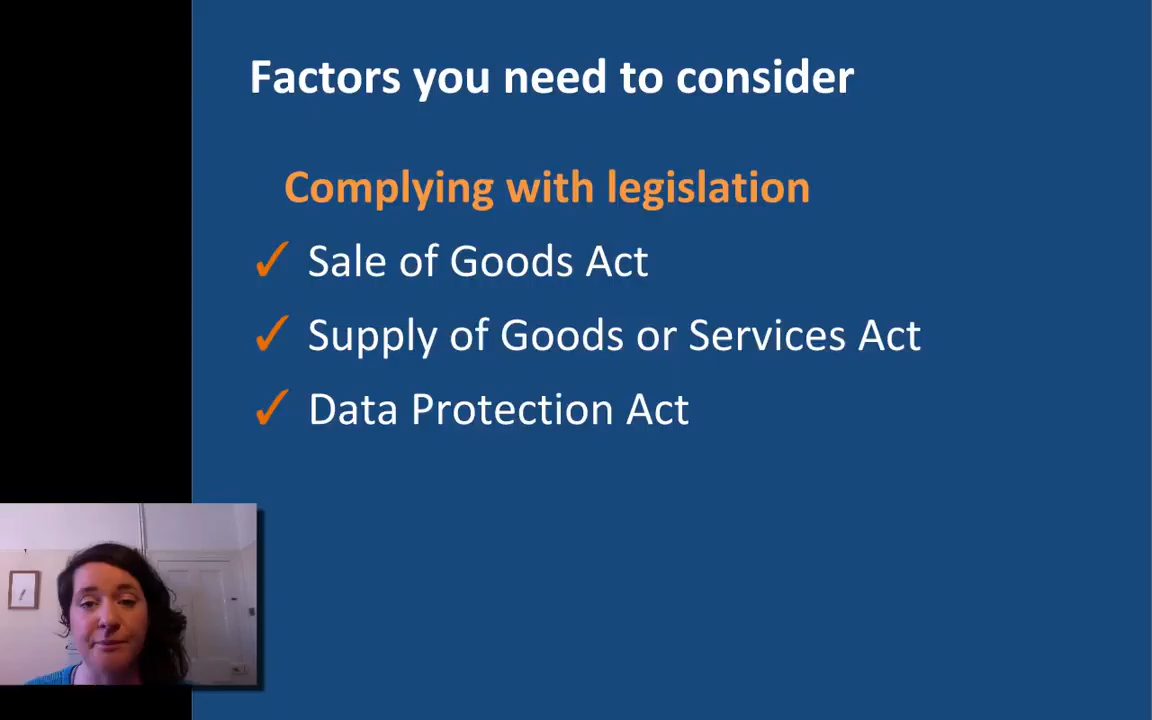 Factors you need to consider
Complying with legislation
✓ Sale of Goods Act
✓ Supply of Goods or Services Act
✓ Data Protection Act